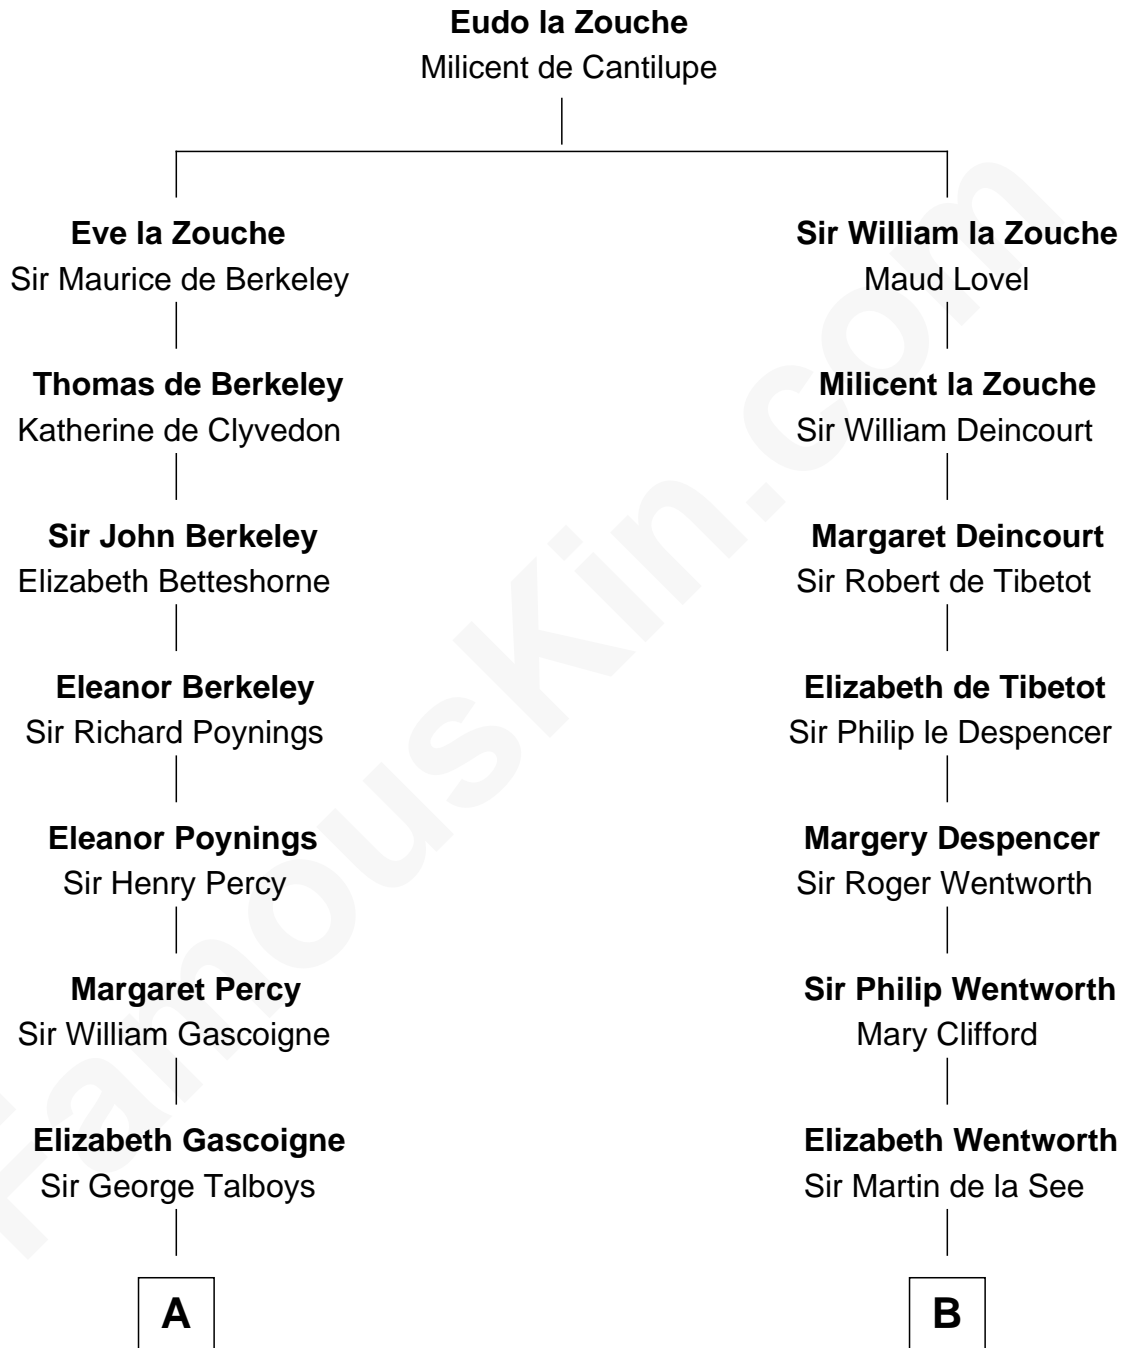 Eudo la Zouche
Milicent de Cantilupe
Eve la Zouche
Sir Maurice de Berkeley
Sir William la Zouche
Maud Lovel
Thomas de Berkeley
Katherine de Clyvedon
Milicent la Zouche
Sir William Deincourt
Sir John Berkeley
Elizabeth Betteshorne
Margaret Deincourt
Sir Robert de Tibetot
Eleanor Berkeley
Sir Richard Poynings
Elizabeth de Tibetot
Sir Philip le Despencer
Eleanor Poynings
Sir Henry Percy
Margery Despencer
Sir Roger Wentworth
Margaret Percy
Sir William Gascoigne
Sir Philip Wentworth
Mary Clifford
Elizabeth Gascoigne
Sir George Talboys
Elizabeth Wentworth
Sir Martin de la See
A
B
FamousKin.com